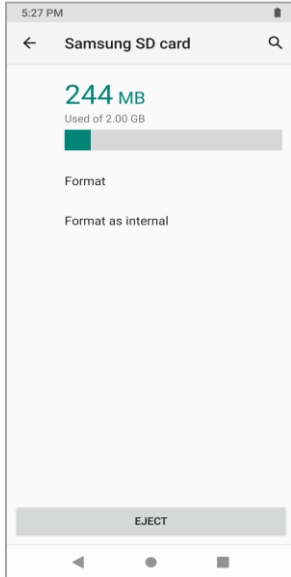 5:27 PM
Samsung SD card
244 MB
Used of 2.00 GB
Format
Format as internal
EJECT